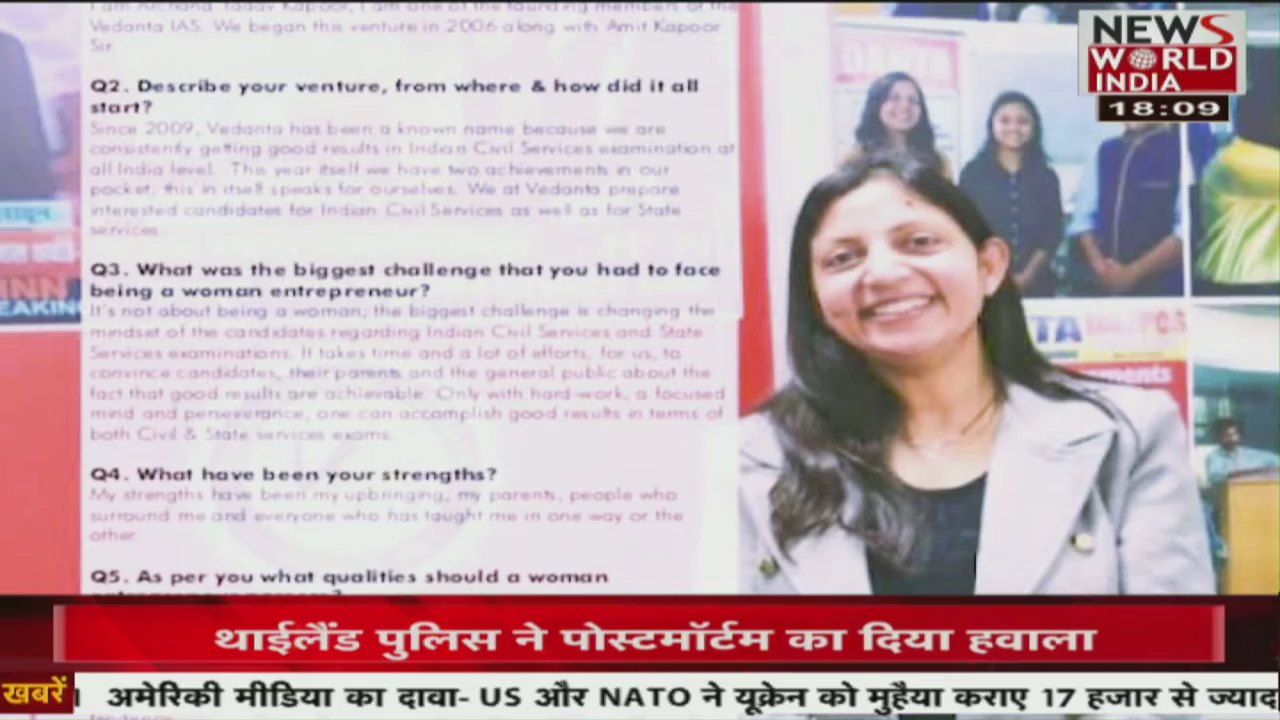 I am Archana Yadav Kapoor, I am one of the founding members of the
Vedanta IAS. We began this venture in 2006 along with Amit Kapoor
Sir.
Q2. Describe your venture, from where & how did it all
start?
Since 2009, Vedanta has been a known name because we are
consistently getting good results in Indian Civil Services examination at
all India level. This year itself we have two achievements in our
pocket, this in itself speaks for ourselves. We at Vedanta prepare
interested candidates for Indian Civil Services as well as for State
services.
Q3. What was the biggest challenge that you had to face
being a woman entrepreneur?
It's not about being a woman; the biggest challenge is changing the
mindset of the candidates regarding Indian Civil Services and State
Services examinations. It takes time and a lot of efforts, for us, to
convince candidates, their parents and the general public about the
fact that good results are achievable. Only with hard-work, a focused
mind and perseverance, one can accomplish good results in terms of
both Civil & State services exams.
Q4. What have been your strengths?
My strengths have been my upbringing, my parents, people who
surround me and everyone who has taught me in one way or the
other.
Q5. As per you what qualities should a woman
NEWS
WORLD
INDIA
18:09
थाईलैंड पुलिस ने पोस्टमॉर्टम का दिया हवाला
खबरें
अमेरिकी मीडिया का दावा- US और NATO ने यूक्रेन को मुहैया कराए 17 हजार से ज्याद